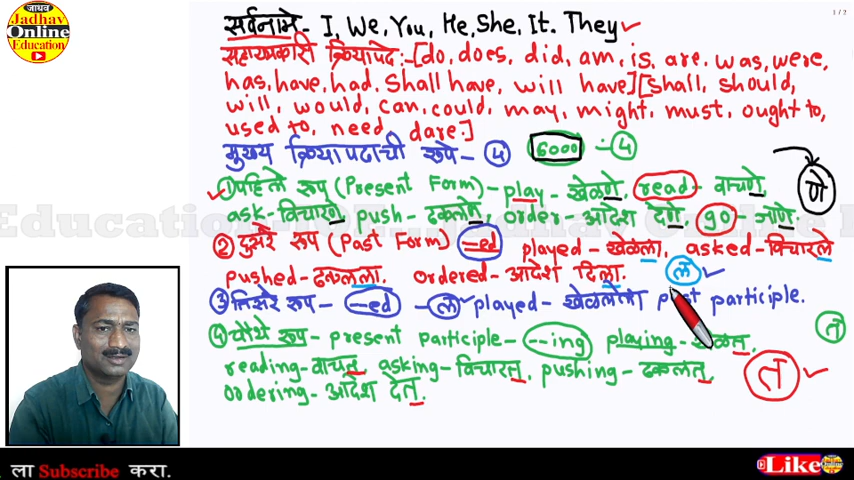 जाधव
Jadhav
Online
Education
1/2
सर्वनामे- I, We, You, He, She, It. They
सहाय्यकारी क्रियापदे:-[do, does, did, am, is, are, was, were,
has, have, had. Shall have, will have][shall, should,
will, would, can, could, may, might, must, ought to,
used to, need, dare.]
मुख्य क्रियापदाची रूपे- ४ 6000 ÷ ४
① पहिले रूप (Present Form)- play- खेळणे, read- वाचणे,
णे
ask- विचारणे push- ढकलणे, order- आदेश देणे, go- जाणे.
② दुसरे रूप (Past Form) -ed played- खेळला, asked- विचारले
pushed- ढकलला. ordered- आदेश दिला. ले
③ तिसरे रूप- -ed - ले played- खेळलेला past participle.
④ चौथे रूप- present participle- --ing playing- खेळत, त
reading- वाचत, asking- विचारत, pushing- ढकलत, त
ordering- आदेश देत.
ला Subscribe करा.
Like